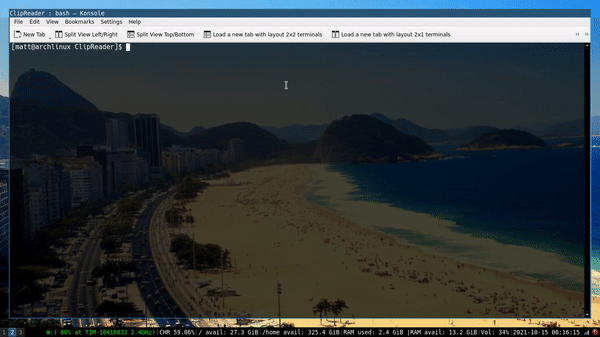 ClipReader : bash — Konsole
File Edit View Bookmarks Settings Help
New Tab Split View Left/Right Split View Top/Bottom Load a new tab with layout 2x2 terminals Load a new tab with layout 2x1 terminals
[matt@archlinux ClipReader]$
1 2 3 W:( 66% at TIM-18416033 2.4GHz)|CHR 59.06%|/ avail: 27.3 GiB|/home avail: 325.4 GiB|RAM used: 2.4 GiB |RAM avail: 13.2 GiB|Vol: 34%|2021-10-15 00:16:15